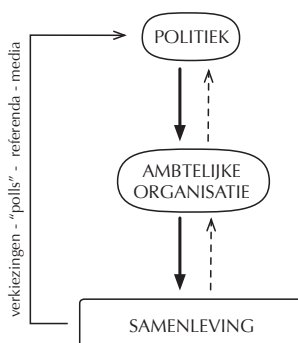 POLITIEK
AMBTELIJKE
ORGANISATIE
SAMENLEVING
verkiezingen - “polls” - referenda - media